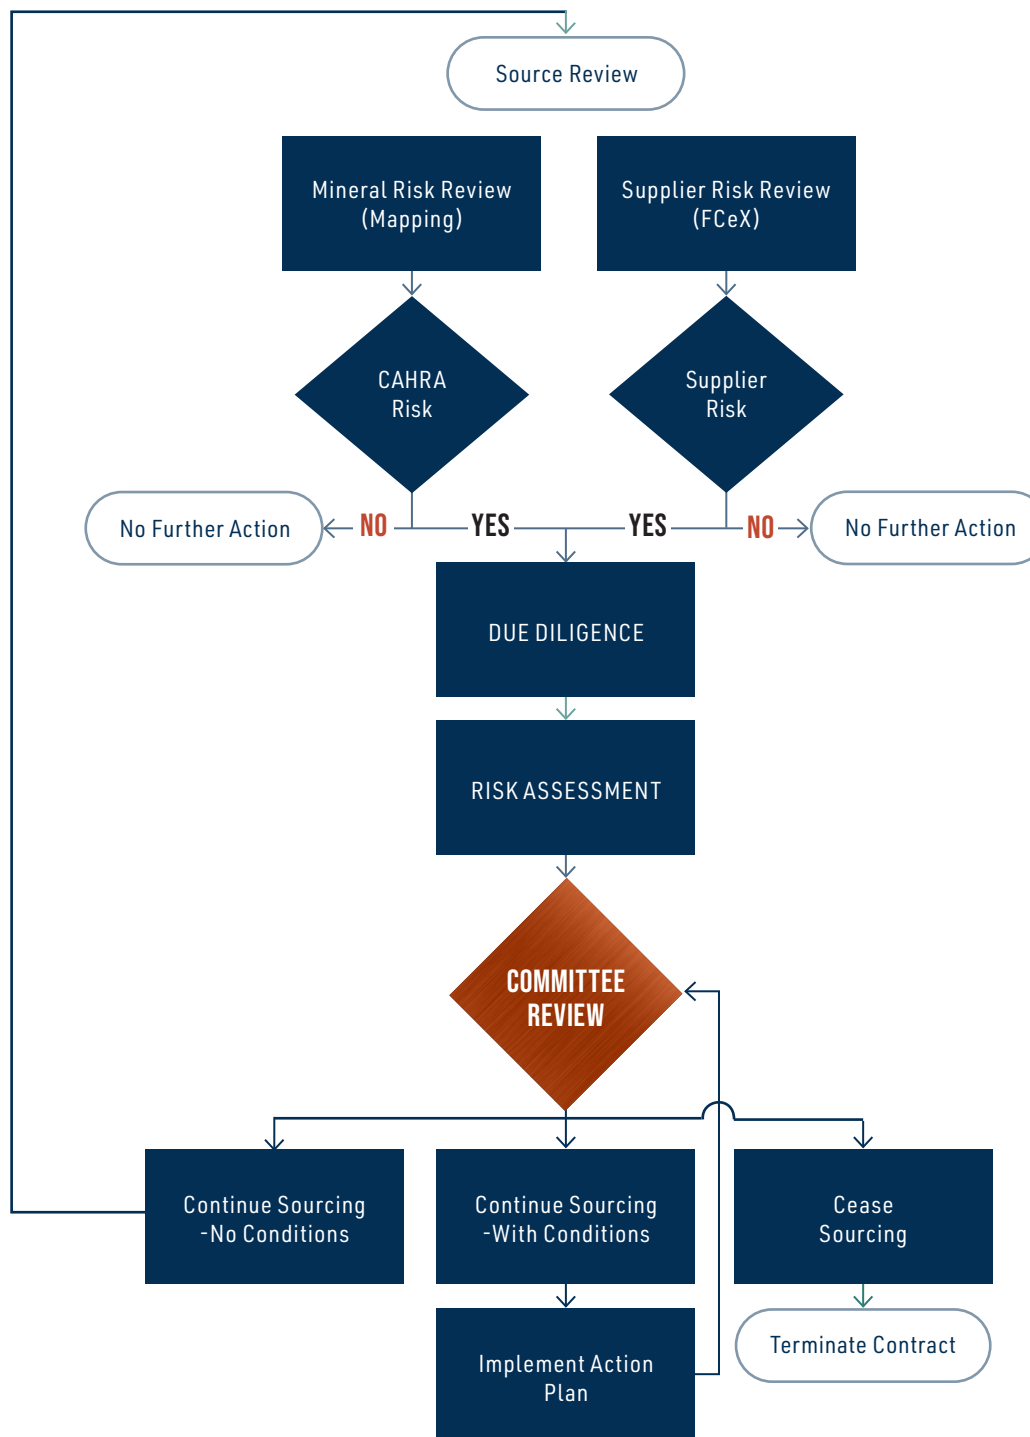 Source Review
Mineral Risk Review
(Mapping)
Supplier Risk Review
(FCeX)
CAHRA
Risk
Supplier
Risk
No Further Action
NO
YES
YES
NO
No Further Action
DUE DILIGENCE
RISK ASSESSMENT
COMMITTEE
REVIEW
Continue Sourcing
-No Conditions
Continue Sourcing
-With Conditions
Cease
Sourcing
Implement Action
Plan
Terminate Contract